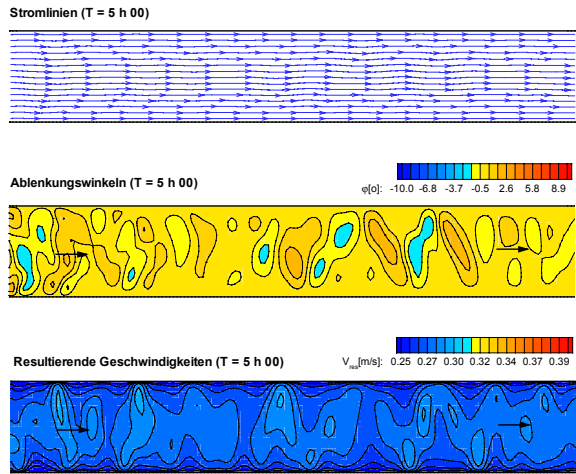 Stromlinien (T = 5 h 00)
Ablenkungswinkeln (T = 5 h 00)
φ[o]: -10.0 -6.8 -3.7 -0.5 2.6 5.8 8.9
Resultierende Geschwindigkeiten (T = 5 h 00)
V_res[m/s]: 0.25 0.27 0.30 0.32 0.34 0.37 0.39